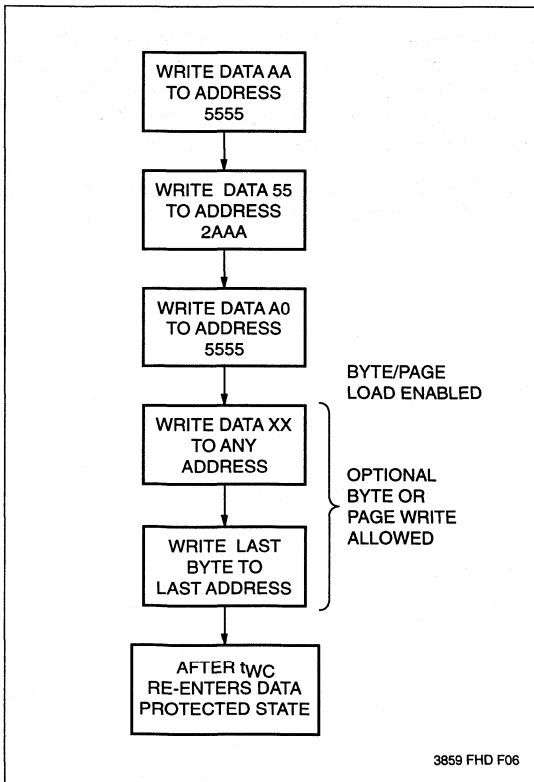 WRITE DATA AA
TO ADDRESS
5555
WRITE DATA 55
TO ADDRESS
2AAA
WRITE DATA A0
TO ADDRESS
5555
BYTE/PAGE
LOAD ENABLED
WRITE DATA XX
TO ANY
ADDRESS
OPTIONAL
BYTE OR
PAGE WRITE
ALLOWED
WRITE LAST
BYTE TO
LAST ADDRESS
AFTER tWC
RE-ENTERS DATA
PROTECTED STATE
3859 FHD F06